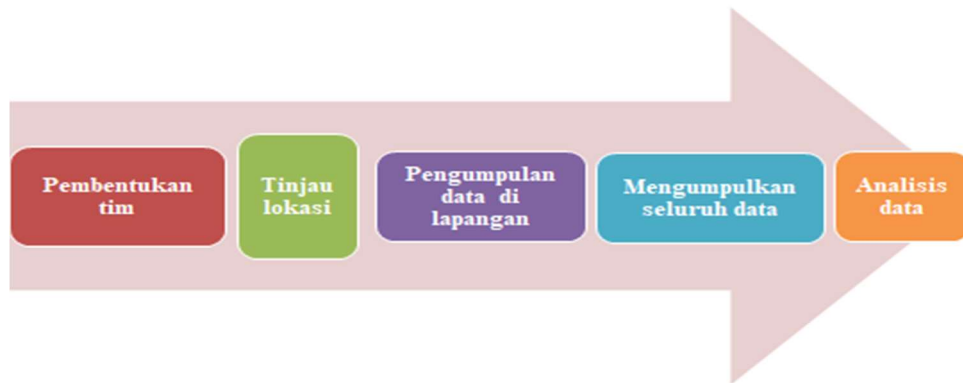 Pembentukan
tim
Tinjau
lokasi
Pengumpulan
data di
lapangan
Mengumpulkan
seluruh data
Analisis
data